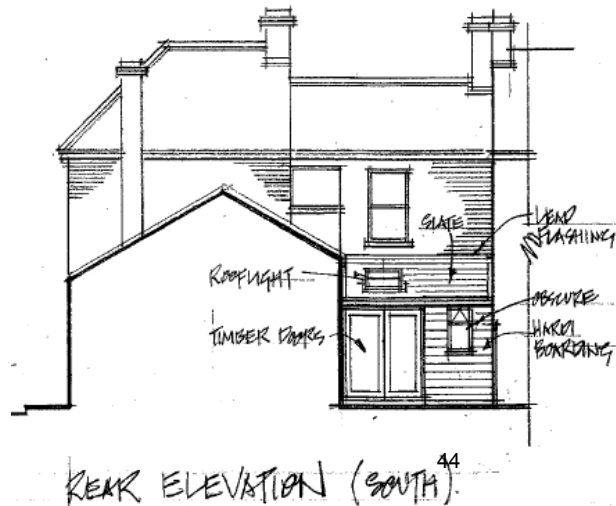 SLATE
LEAD
FLASHING
ROOFLIGHT
OBSCURE
TIMBER DOORS
HARDI
BOARDING
44
REAR ELEVATION (SOUTH).